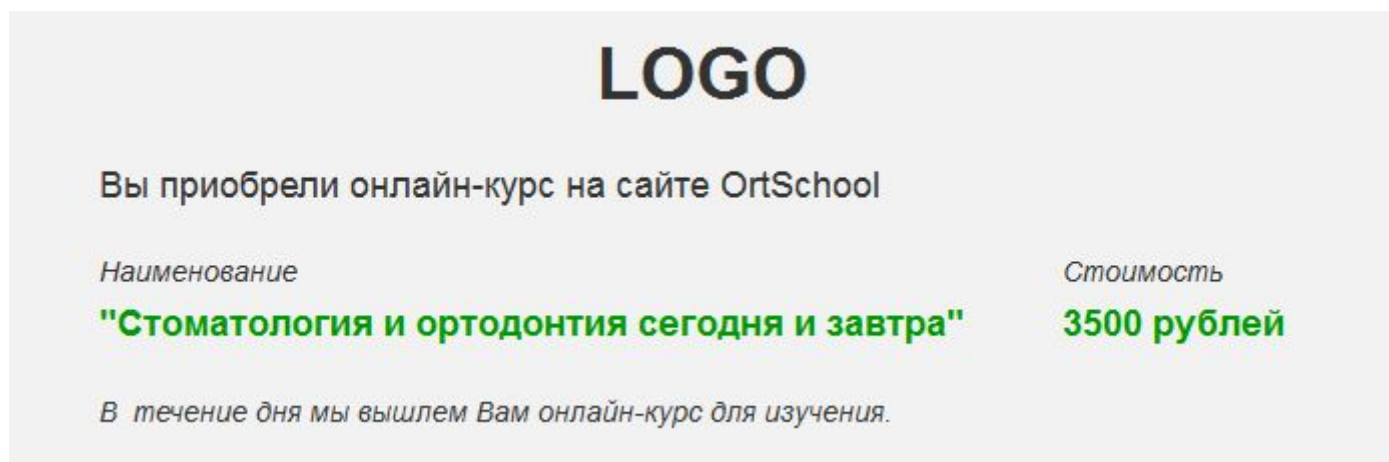 LOGO
Вы приобрели онлайн-курс на сайте OrtSchool
Наименование Стоимость
"Стоматология и ортодонтия сегодня и завтра" 3500 рублей
В течение дня мы вышлем Вам онлайн-курс для изучения.